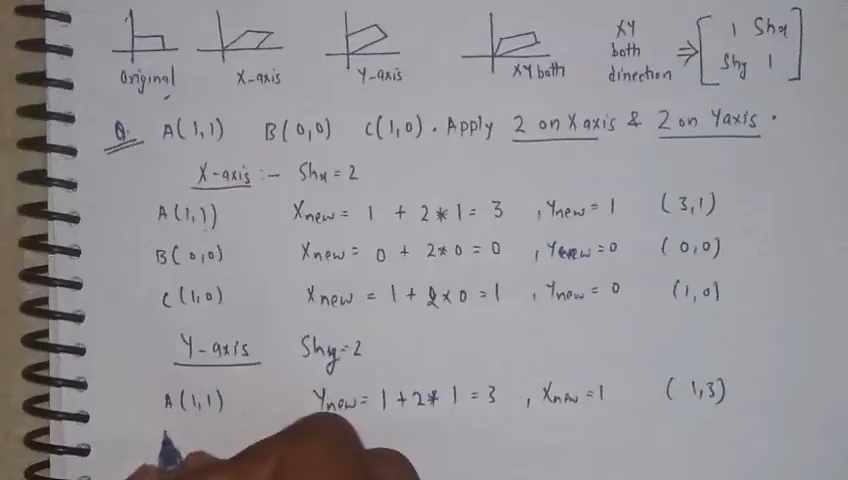 Original X-axis Y-axis XY both
XY both direction ⇒ [ 1 Shx
Shy 1 ]
Q. A(1,1) B(0,0) C(1,0). Apply 2 on X axis & 2 on Y axis.
X-axis :- Shx = 2
A(1,1) Xnew = 1 + 2*1 = 3 , Ynew = 1 (3,1)
B(0,0) Xnew = 0 + 2×0 = 0 , Ynew = 0 (0,0)
C(1,0) Xnew = 1 + 2×0 = 1 , Ynew = 0 (1,0)
Y-axis Shy = 2
A(1,1) Ynew = 1 + 2* 1 = 3 , Xnew = 1 (1,3)